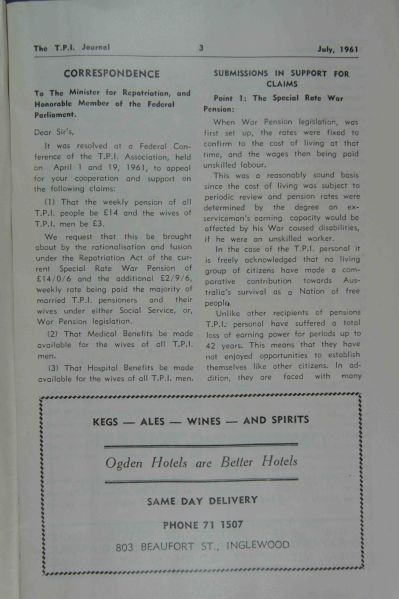 The T.P.I. Journal 3 July, 1961
CORRESPONDENCE
To The Minister for Repatriation, and
Honorable Member of the Federal
Parliament.
Dear Sir's,
It was resolved at a Federal Con-
ference of the T.P.I. Association, held
on April 1 and 19, 1961, to appeal
for your cooperation and support on
the following claims:
(1) That the weekly pension of all
T.P.I. people be £14 and the wives of
T.P.I. men be £3.
We request that this be brought
about by the rationalisation and fusion
under the Repatriation Act of the cur-
rent Special Rate War Pension of
£14/0/6 and the additional £2/9/6,
weekly rate being paid the majority of
married T.P.I. pensioners and their
wives under either Social Service, or,
War Pension legislation.
(2) That Medical Benefits be made
available for the wives of all T.P.I.
men.
(3) That Hospital Benefits be made
available for the wives of all T.P.I. men.
SUBMISSIONS IN SUPPORT FOR
CLAIMS
Point 1: The Special Rate War
Pension:
When War Pension legislation, was
first set up, the rates were fixed to
confirm to the cost of living at that
time, and the wages then being paid
unskilled labour.
This was a reasonably sound basis
since the cost of living was subject to
periodic review and pension rates were
determined by the degree an ex-
serviceman's earning capacity would be
affected by his War caused disabilities,
if he were an unskilled worker.
In the case of the T.P.I. personal it
is freely acknowledged that no living
group of citizens have made a com-
parative contribution towards Aus-
tralia's survival as a Nation of free
people.
Unlike other recipients of pensions
T.P.I. personal have suffered a total
loss of earning power for periods up to
42 years. This means that they have
not enjoyed opportunities to establish
themselves like other citizens. In ad-
dition, they are faced with many
KEGS — ALES — WINES — AND SPIRITS
Ogden Hotels are Better Hotels
SAME DAY DELIVERY
PHONE 71 1507
803 BEAUFORT ST., INGLEWOOD